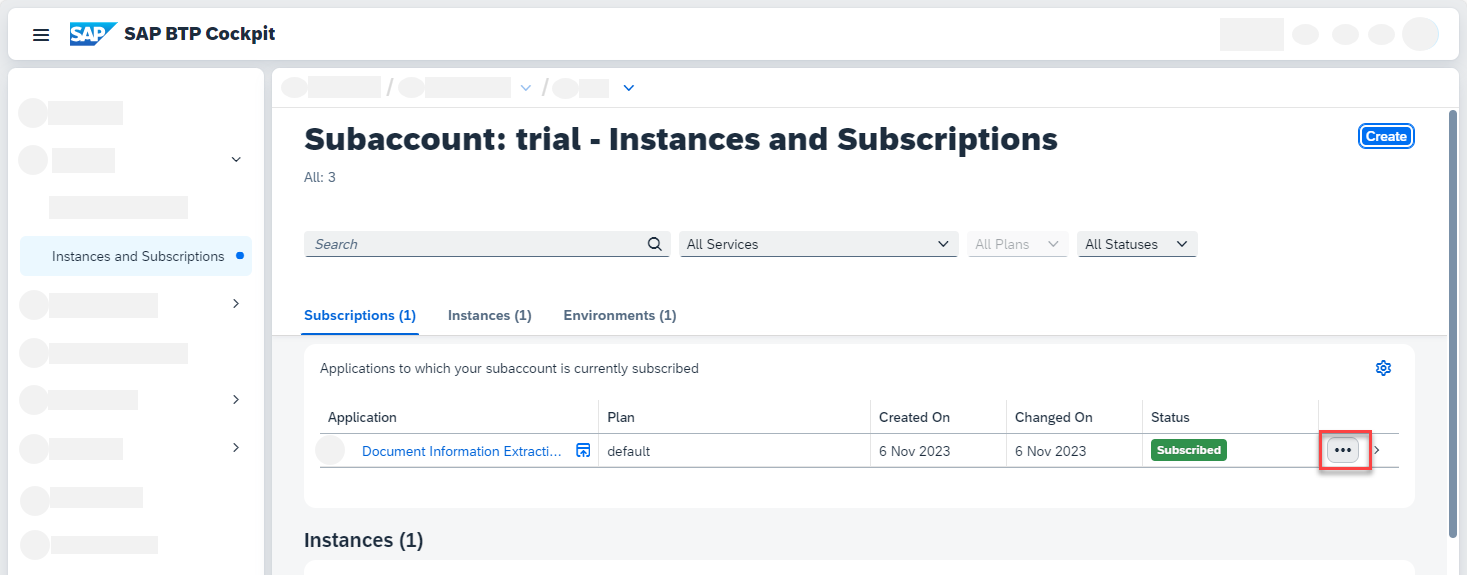 SAP SAP BTP Cockpit
/ /
Subaccount: trial - Instances and Subscriptions
Create
All: 3
Search
All Services
All Plans
All Statuses
Instances and Subscriptions
Subscriptions (1)
Instances (1)
Environments (1)
Applications to which your subaccount is currently subscribed
Application Plan Created On Changed On Status
Document Information Extracti... default 6 Nov 2023 6 Nov 2023 Subscribed
Instances (1)